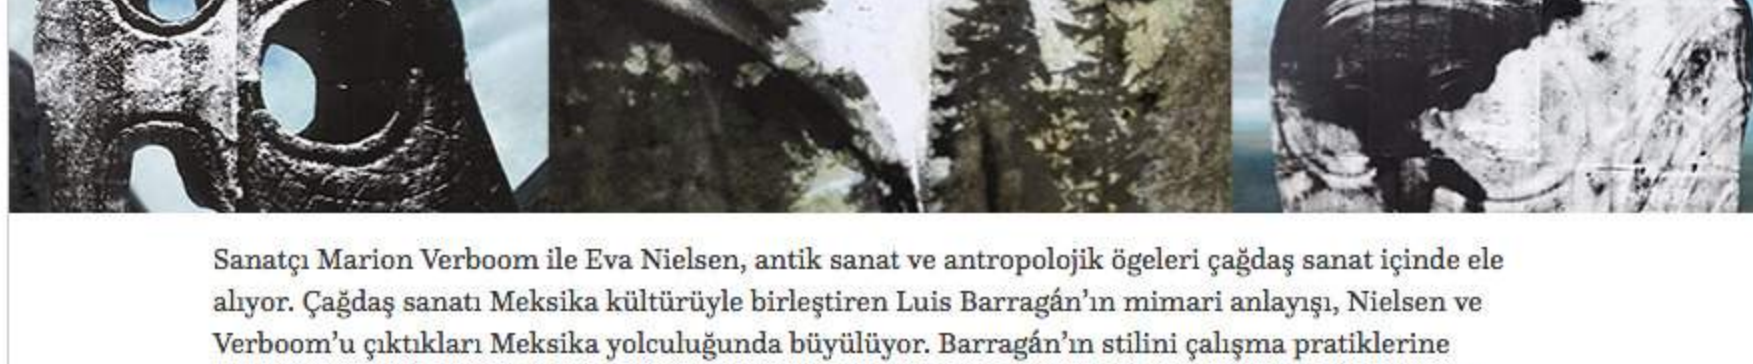 Sanatçı Marion Verboom ile Eva Nielsen, antik sanat ve antropolojik ögeleri çağdaş sanat içinde ele
alıyor. Çağdaş sanatı Meksika kültürüyle birleştiren Luis Barragán’ın mimari anlayışı, Nielsen ve
Verboom’u çıktıkları Meksika yolculuğunda büyülüyor. Barragán’ın stilini çalışma pratiklerine